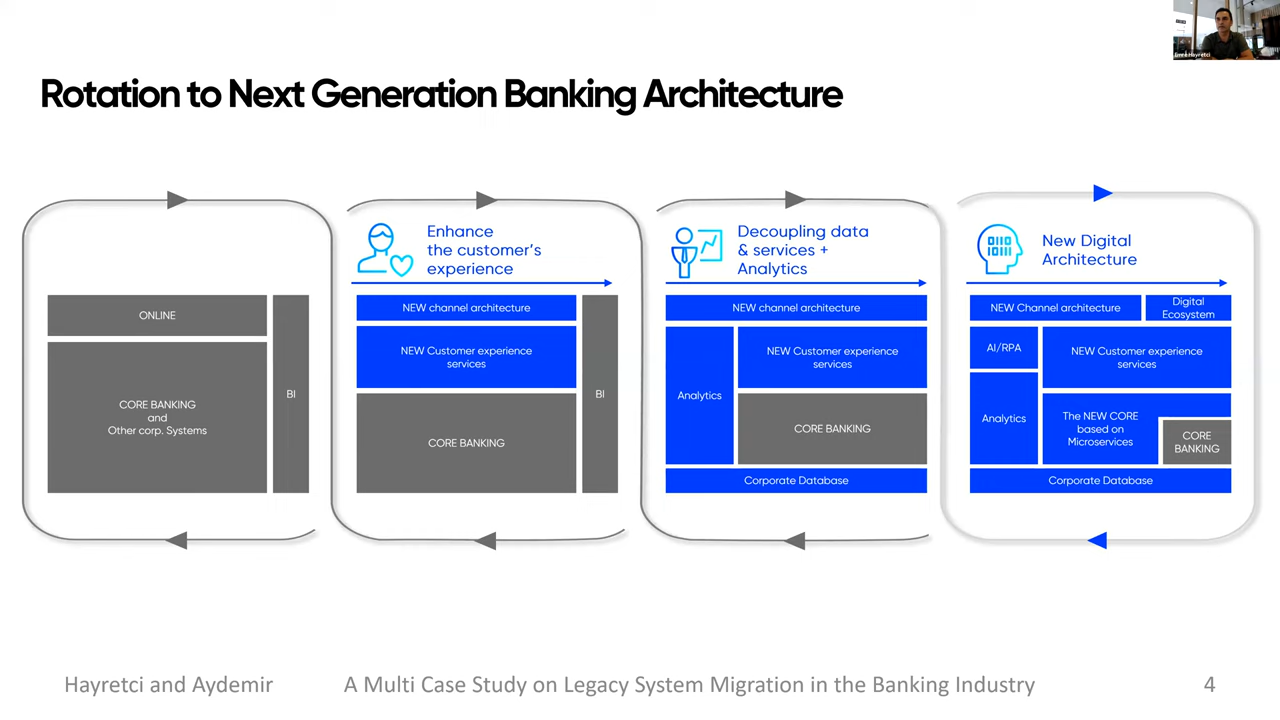 Emre Hayretci
Rotation to Next Generation Banking Architecture
ONLINE
CORE BANKING
and
Other corp. Systems
BI
Enhance
the customer's
experience
NEW channel architecture
NEW Customer experience
services
CORE BANKING
BI
Decoupling data
& services +
Analytics
NEW channel architecture
Analytics
NEW Customer experience
services
CORE BANKING
Corporate Database
0110
10111
New Digital
Architecture
NEW Channel architecture
Digital
Ecosystem
AI/RPA
NEW Customer experience
services
Analytics
The NEW CORE
based on
Microservices
CORE
BANKING
Corporate Database
Hayretci and Aydemir
A Multi Case Study on Legacy System Migration in the Banking Industry
4